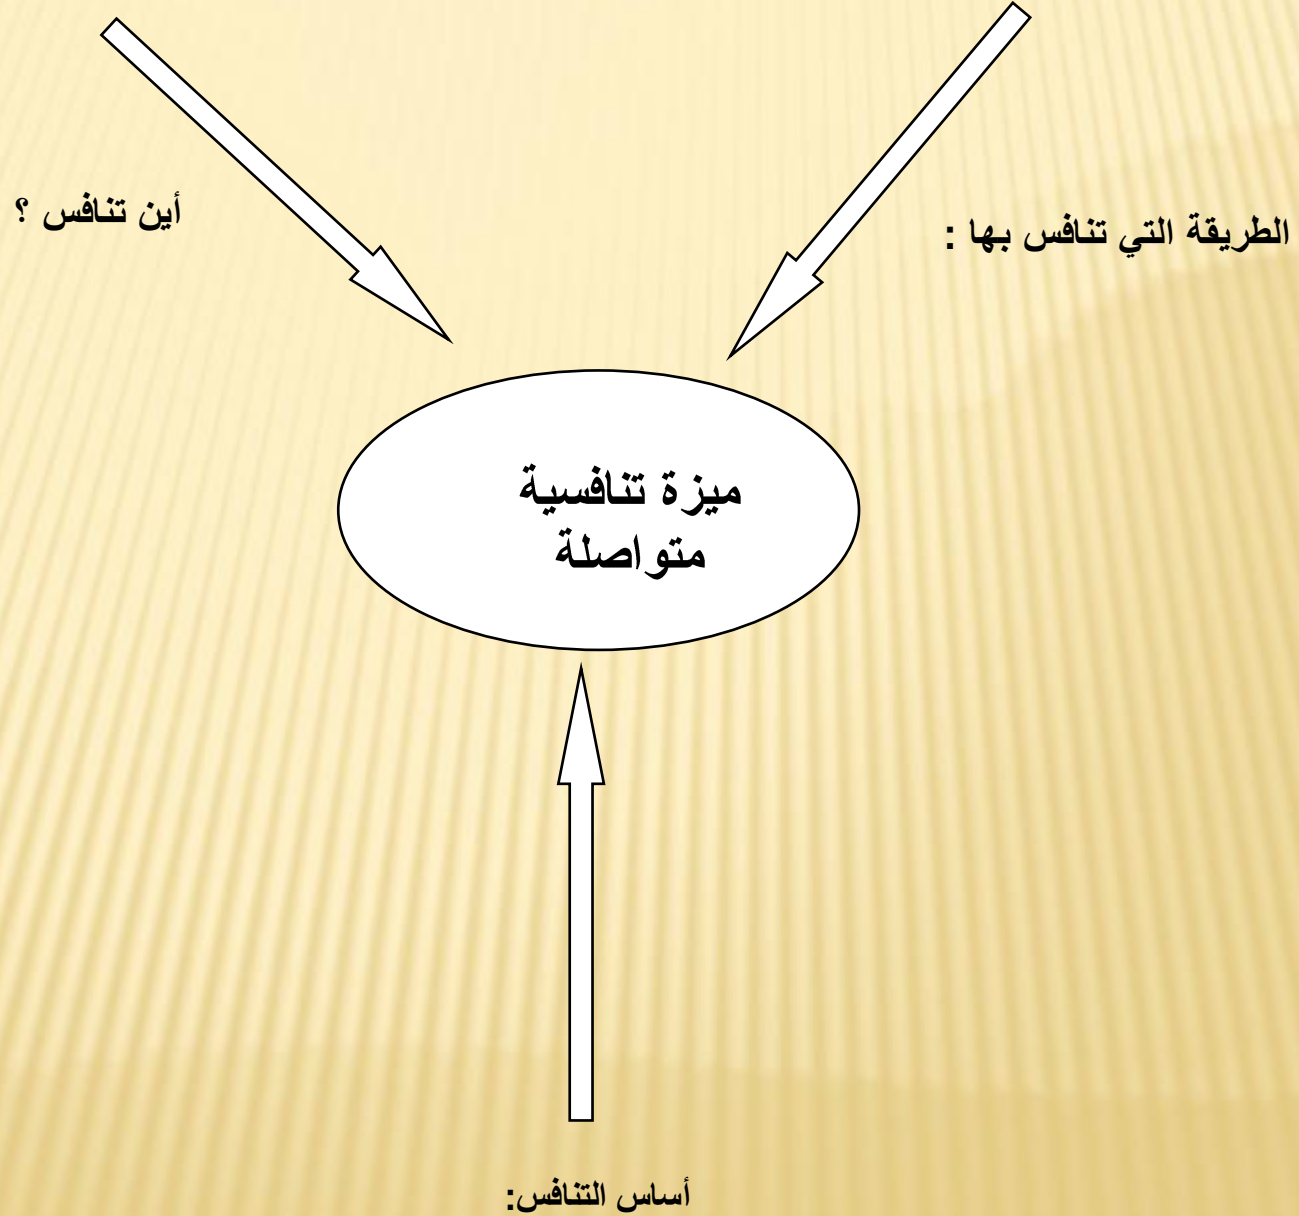 أين تنافس ؟
الطريقة التي تنافس بها :
ميزة تنافسية
متواصلة
أساس التنافس: